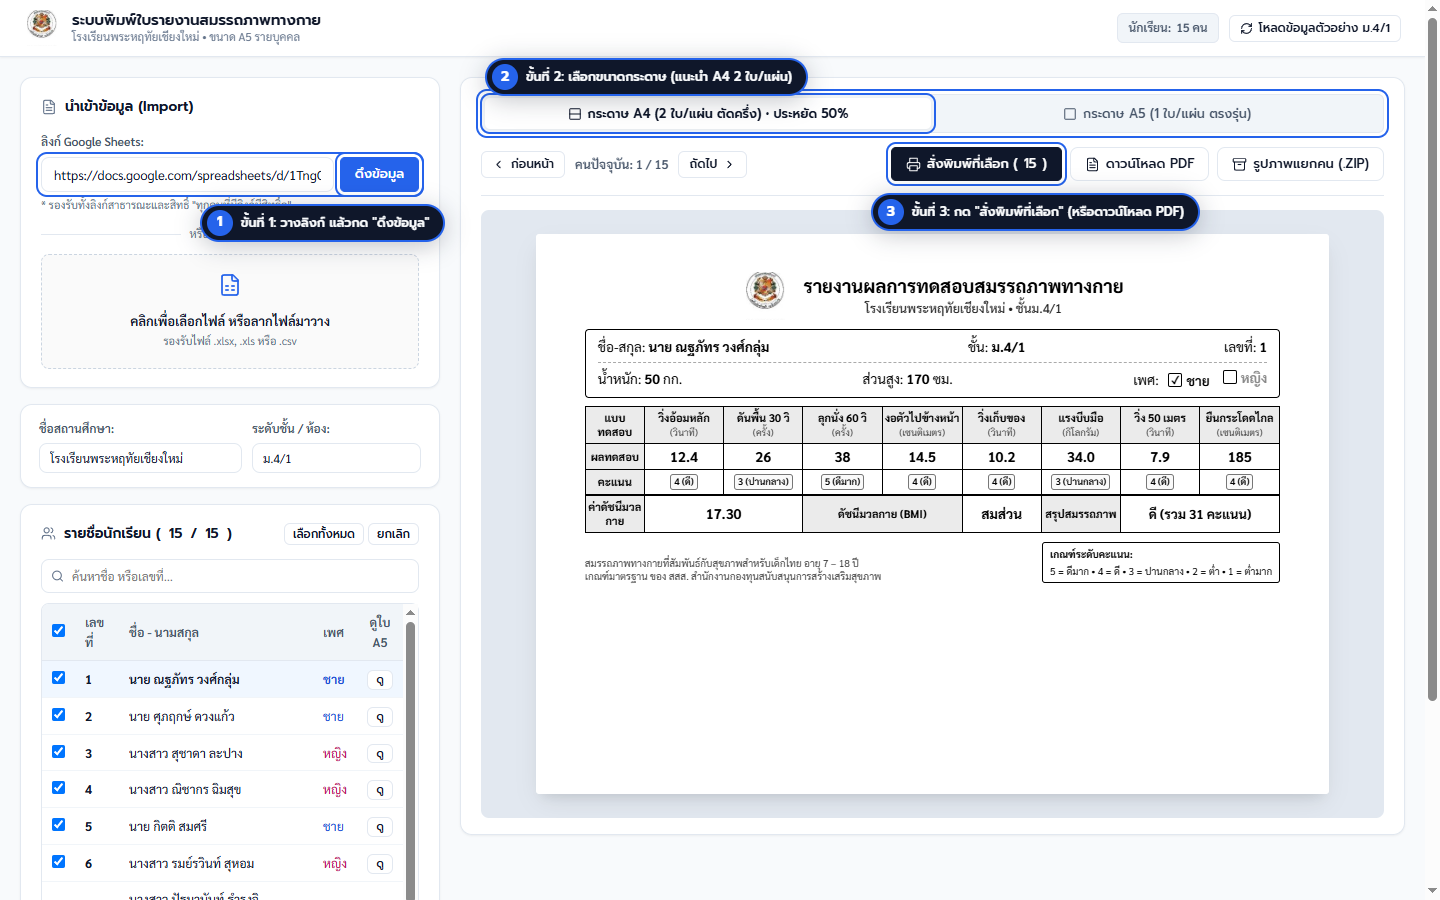 ระบบพิมพ์ใบรายงานสมรรถภาพทางกาย
โรงเรียนพระหฤทัยเชียงใหม่ • ขนาด A5 รายบุคคล
นักเรียน: 15 คน
โหลดข้อมูลตัวอย่าง ม.4/1
นำเข้าข้อมูล (Import)
ลิงก์ Google Sheets:
https://docs.google.com/spreadsheets/d/1Tng
ดึงข้อมูล
* รองรับทั้งลิงก์สาธารณะและสิทธิ์
1 ขั้นที่ 1: วางลิงก์ แล้วกด "ดึงข้อมูล"
คลิกเพื่อเลือกไฟล์ หรือลากไฟล์มาวาง
รองรับไฟล์ .xlsx, .xls หรือ .csv
ชื่อสถานศึกษา:
ระดับชั้น / ห้อง:
โรงเรียนพระหฤทัยเชียงใหม่
ม.4/1
รายชื่อนักเรียน ( 15 / 15 )
เลือกทั้งหมด
ยกเลิก
ค้นหาชื่อ หรือเลขที่...
เลขที่ ชื่อ - นามสกุล เพศ ดูใบ A5
1 นาย ณฐภัทร วงศ์กลุ่ม ชาย ดู
2 นาย ศุภฤกษ์ ดวงแก้ว ชาย ดู
3 นางสาว สุชาดา ละปาง หญิง ดู
4 นางสาว ณิชากร ฉิมสุข หญิง ดู
5 นาย กิตติ สมศรี ชาย ดู
6 นางสาว รมย์รวินท์ สุหอม หญิง ดู
2 ขั้นที่ 2: เลือกขนาดกระดาษ (แนะนำ A4 2 ใบ/แผ่น)
กระดาษ A4 (2 ใบ/แผ่น ตัดครึ่ง) • ประหยัด 50%
กระดาษ A5 (1 ใบ/แผ่น ตรงรุ่น)
ก่อนหน้า
คนปัจจุบัน: 1 / 15
ถัดไป
สั่งพิมพ์ที่เลือก ( 15 )
ดาวน์โหลด PDF
รูปภาพแยกคน (.ZIP)
3 ขั้นที่ 3: กด "สั่งพิมพ์ที่เลือก" (หรือดาวน์โหลด PDF)
รายงานผลการทดสอบสมรรถภาพทางกาย
โรงเรียนพระหฤทัยเชียงใหม่ • ชั้นม.4/1
ชื่อ-สกุล: นาย ณฐภัทร วงศ์กลุ่ม ชั้น: ม.4/1 เลขที่: 1
น้ำหนัก: 50 กก. ส่วนสูง: 170 ซม. เพศ: ชาย หญิง
แบบทดสอบ วิ่งอ้อมหลัก (วินาที) ดันพื้น 30 วิ (ครั้ง) ลุกนั่ง 60 วิ (ครั้ง) งอตัวไปข้างหน้า (เซนติเมตร) วิ่งเก็บของ (วินาที) แรงบีบมือ (กิโลกรัม) วิ่ง 50 เมตร (วินาที) ยืนกระโดดไกล (เซนติเมตร)
ผลทดสอบ 12.4 26 38 14.5 10.2 34.0 7.9 185
คะแนน 4 (ดี) 3 (ปานกลาง) 5 (ดีมาก) 4 (ดี) 4 (ดี) 3 (ปานกลาง) 4 (ดี) 4 (ดี)
ค่าดัชนีมวลกาย 17.30 ดัชนีมวลกาย (BMI) สมส่วน สรุปสมรรถภาพ ดี (รวม 31 คะแนน)
สมรรถภาพทางกายที่สัมพันธ์กับสุขภาพสำหรับเด็กไทย อายุ 7 – 18 ปี
เกณฑ์มาตรฐาน ของ สสส. สำนักงานกองทุนสนับสนุนการสร้างเสริมสุขภาพ
เกณฑ์ระดับคะแนน:
5 = ดีมาก • 4 = ดี • 3 = ปานกลาง • 2 = ต่ำ • 1 = ต่ำมาก